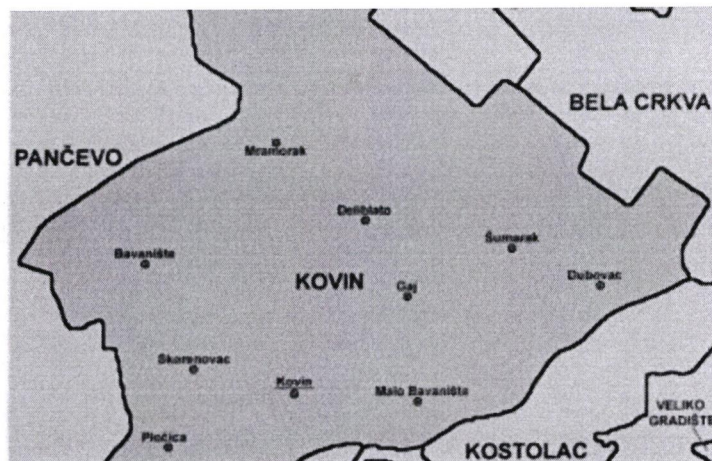 BELA CRKVA
PANČEVO
Mramorak
Deliblato
Šumarak
Bavanište
KOVIN
Gaj
Dubovac
Skorenovac
Kovin
Malo Bavanište
Pločica
VELIKO
GRADIŠTE
KOSTOLAC